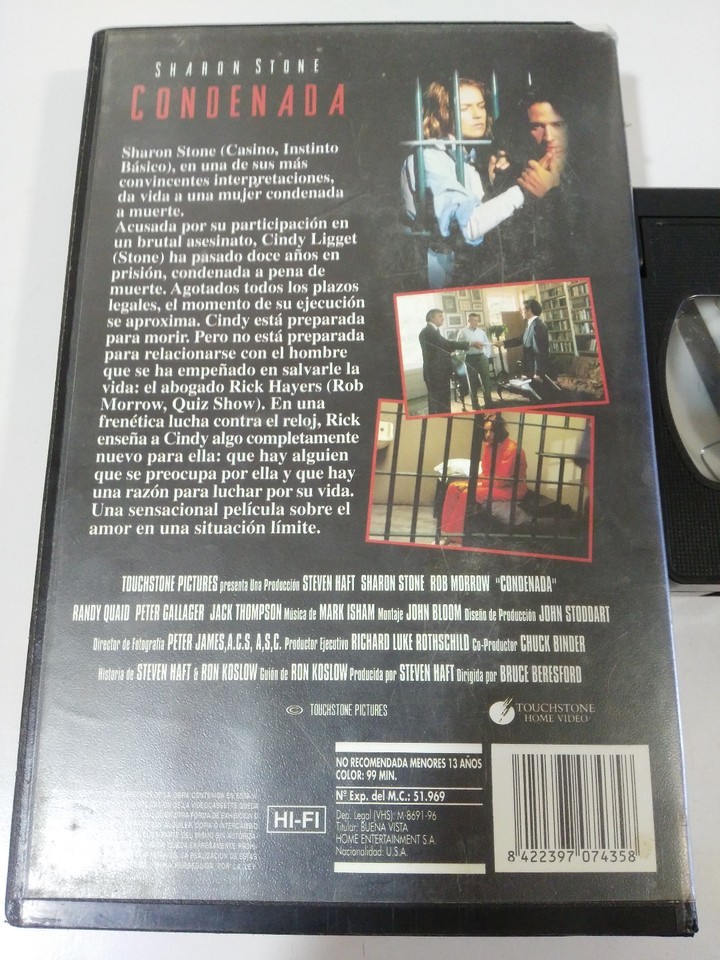 SHARON STONE
CONDENADA
Sharon Stone (Casino, Instinto
Básico), en una de sus más
convincentes interpretaciones,
da vida a una mujer condenada
a muerte.
Acusada por su participación en
un brutal asesinato, Cindy Ligget
(Stone) ha pasado doce años en
prisión, condenada a pena de
muerte. Agotados todos los plazos
legales, el momento de su ejecución
se aproxima. Cindy está preparada
para morir. Pero no está preparada
para relacionarse con el hombre
que se ha empeñado en salvarle la
vida: el abogado Rick Hayers (Rob
Morrow, Quiz Show). En una
frenética lucha contra el reloj, Rick
enseña a Cindy algo completamente
nuevo para ella: que hay alguien
que se preocupa por ella y que hay
una razón para luchar por su vida.
Una sensacional película sobre el
amor en una situación límite.
TOUCHSTONE PICTURES presenta Una Producción STEVEN HAFT SHARON STONE ROB MORROW "CONDENADA"
RANDY QUAID PETER GALLAGER JACK THOMPSON Música de MARK ISHAM Montaje JOHN BLOOM Diseño de Producción JOHN STODDART
Director de Fotografía PETER JAMES,A.C.S, A,S,C. Productor Ejecutivo RICHARD LUKE ROTHSCHILD Co-Productor CHUCK BINDER
Historia de STEVEN HAFT & RON KOSLOW Guión de RON KOSLOW Producida por STEVEN HAFT Dirigida por BRUCE BERESFORD
© TOUCHSTONE PICTURES
TOUCHSTONE
HOME VIDEO
NO RECOMENDADA MENORES 13 AÑOS
COLOR: 99 MIN.
Nº Exp. del M.C.: 51.969
Dep. Legal (VHS): M-8691-96
Titular: BUENA VISTA
HOME ENTERTAINMENT S.A.
Nacionalidad: U.S.A.
HI-FI
8 422397 074358